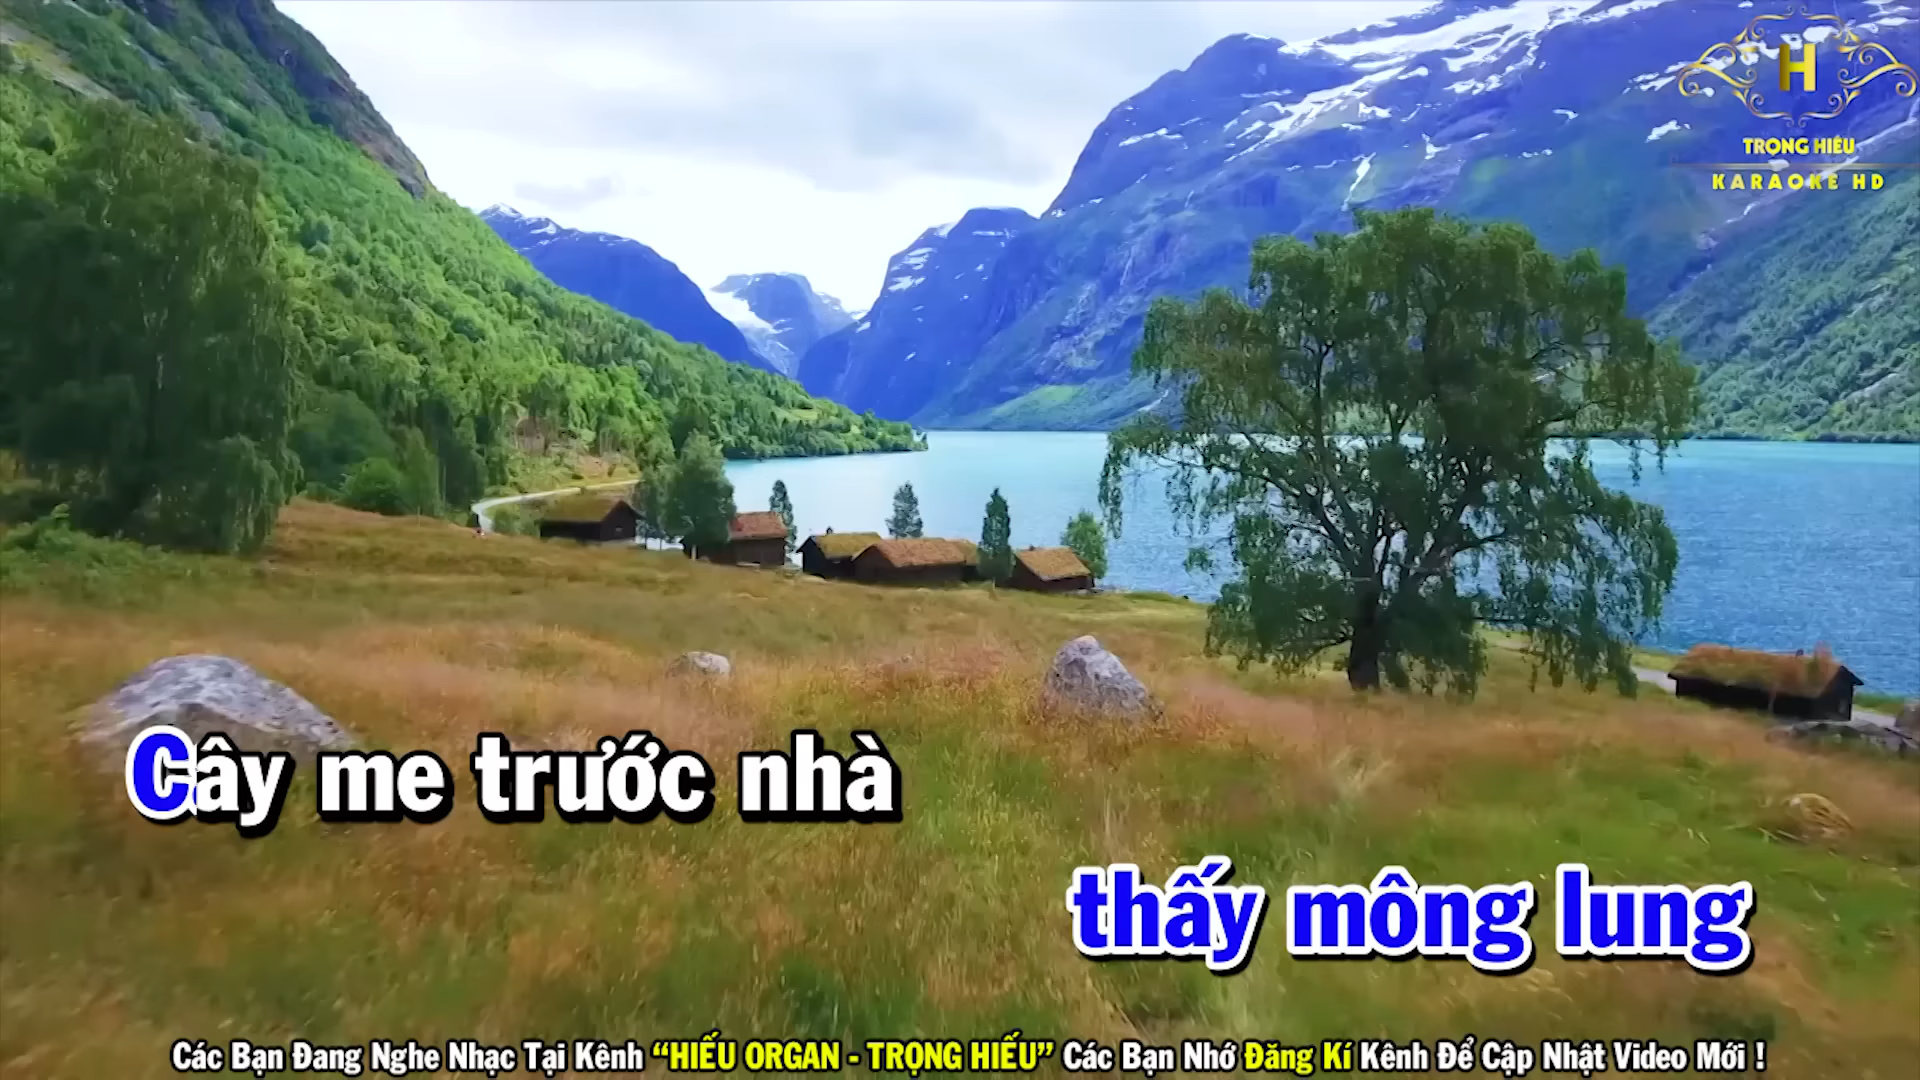 H
TRỌNG HIẾU
KARAOKE HD
Cây me trước nhà
thấy mông lung
Các Bạn Đang Nghe Nhạc Tại Kênh “HIẾU ORGAN - TRỌNG HIẾU” Các Bạn Nhớ Đăng Kí Kênh Để Cập Nhật Video Mới !